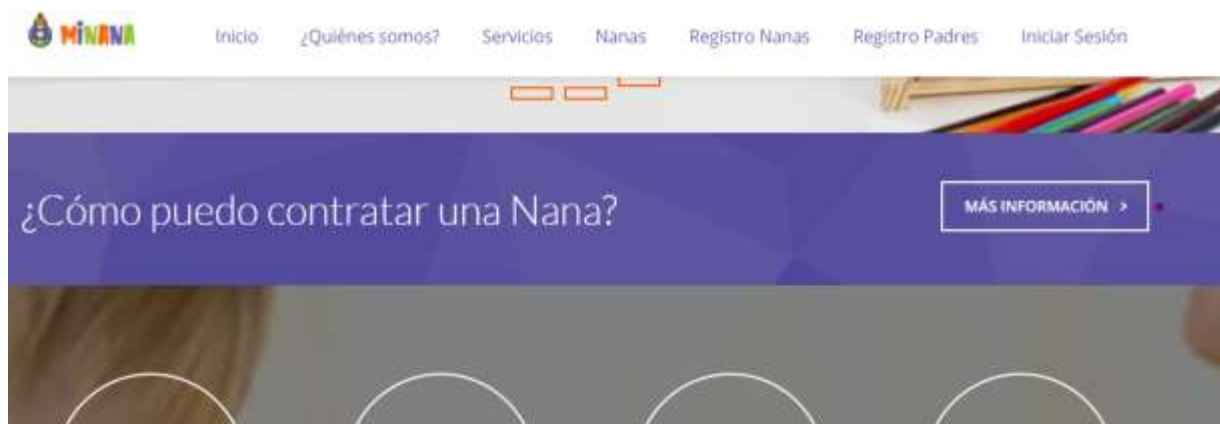 MiNANA
Inicio ¿Quiénes somos? Servicios Nanas Registro Nanas Registro Padres Iniciar Sesión
¿Cómo puedo contratar una Nana?
MÁS INFORMACIÓN >